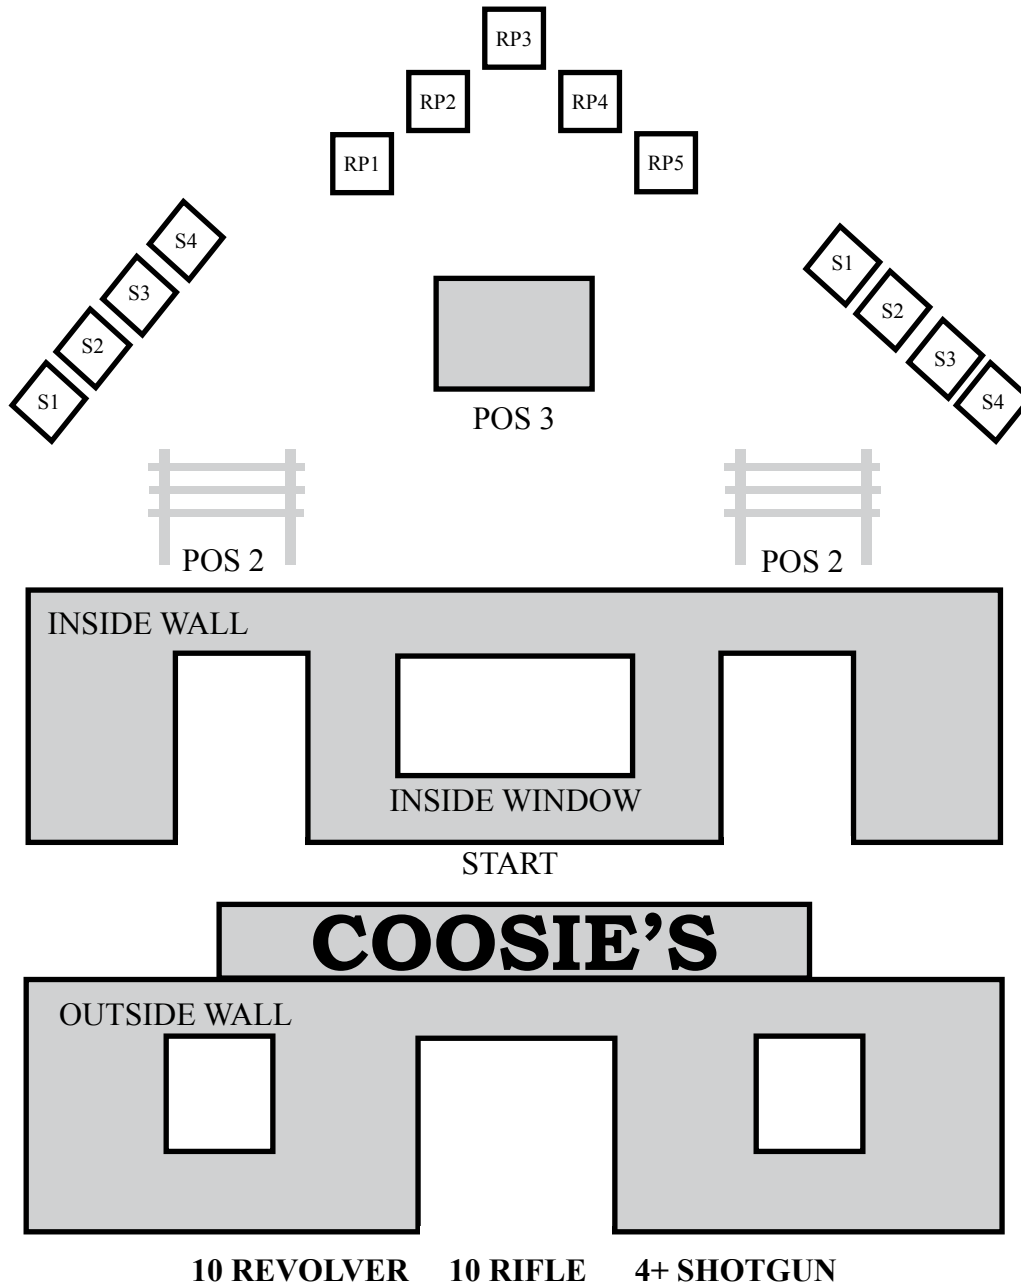 RP3
RP2
RP4
RP1
RP5
S4
S3
S2
S1
S1
S2
S3
S4
POS 3
POS 2
POS 2
INSIDE WALL
INSIDE WINDOW
START
COOSIE'S
OUTSIDE WALL
10 REVOLVER 10 RIFLE 4+ SHOTGUN